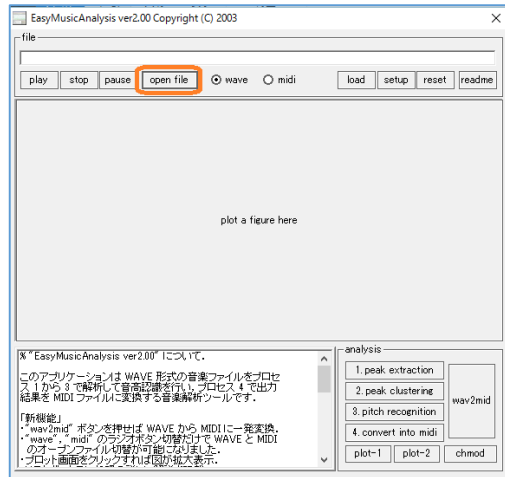 EasyMusicAnalysis ver2.00 Copyright (C) 2003
file
play stop pause open file wave midi load setup reset readme
plot a figure here
% "EasyMusicAnalysis ver2.00" について.
このアプリケーションは WAVE 形式の音楽ファイルをプロセ
ス 1 から 3 で解析して音高認識を行い, プロセス 4 で出力
結果を MIDI ファイルに変換する音楽解析ツールです.
「新機能」
・"wav2mid" ボタンを押せば WAVE から MIDI に一発変換.
・"wave", "midi" のラジオボタン切替だけで WAVE と MIDI
のオープンファイル切替が可能になりました.
・プロット画面をクリックすれば図が拡大表示.
analysis
1. peak extraction
2. peak clustering
3. pitch recognition
4. convert into midi
wav2mid
plot-1 plot-2 chmod